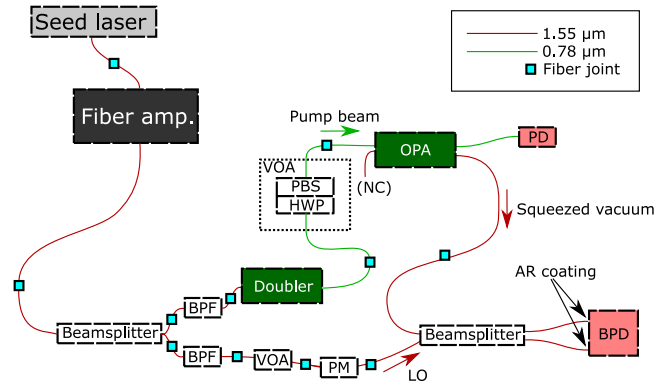 Seed laser
1.55 µm
0.78 µm
Fiber joint
Fiber amp.
Pump beam
OPA
PD
VOA
PBS
HWP
(NC)
Squeezed vacuum
AR coating
Doubler
BPF
Beamsplitter
Beamsplitter
BPD
BPF
VOA
PM
LO